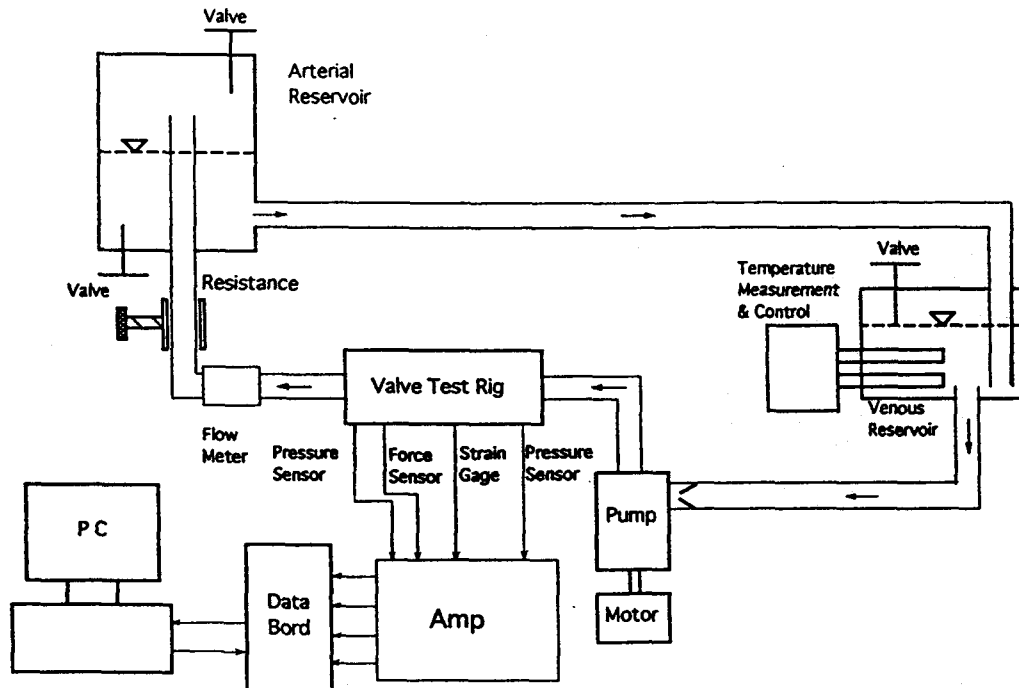 Valve
Arterial
Reservoir
Valve
Resistance
Temperature
Measurement
& Control
Valve
Valve Test Rig
Venous
Reservoir
Flow
Meter
Pressure
Sensor
Force
Sensor
Strain
Gage
Pressure
Sensor
Pump
PC
Data
Bord
Amp
Motor